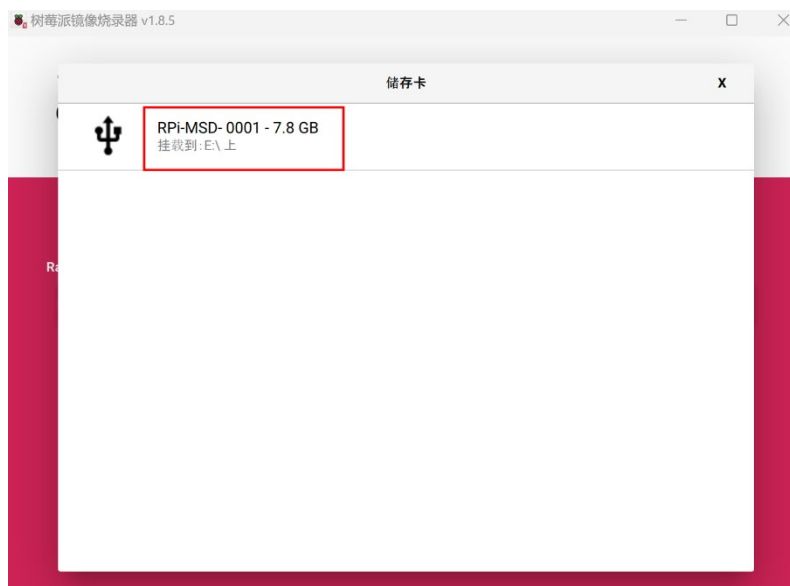 树莓派镜像烧录器 v1.8.5
储存卡
X
RPi-MSD- 0001 - 7.8 GB
挂载到:E:\ 上
Ra